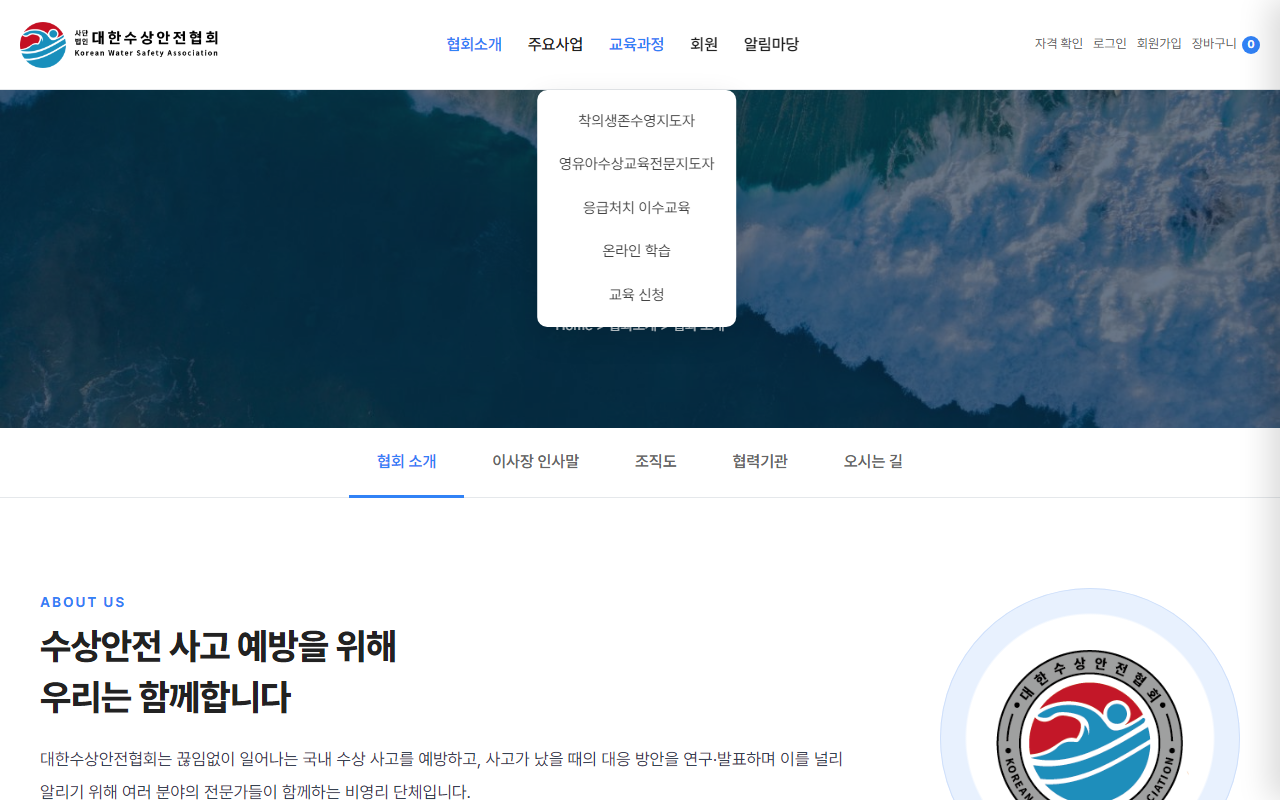 사단
법인
대한수상안전협회
Korean Water Safety Association
협회소개 주요사업 교육과정 회원 알림마당
자격 확인 로그인 회원가입 장바구니 0
착의생존수영지도자
영유아수상교육전문지도자
응급처치 이수교육
온라인 학습
교육 신청
Home > 협회소개 > 협회 소개
협회 소개 이사장 인사말 조직도 협력기관 오시는 길
ABOUT US
수상안전 사고 예방을 위해
우리는 함께합니다
대한수상안전협회는 끊임없이 일어나는 국내 수상 사고를 예방하고, 사고가 났을 때의 대응 방안을 연구·발표하며 이를 널리
알리기 위해 여러 분야의 전문가들이 함께하는 비영리 단체입니다.
대한수상안전협회